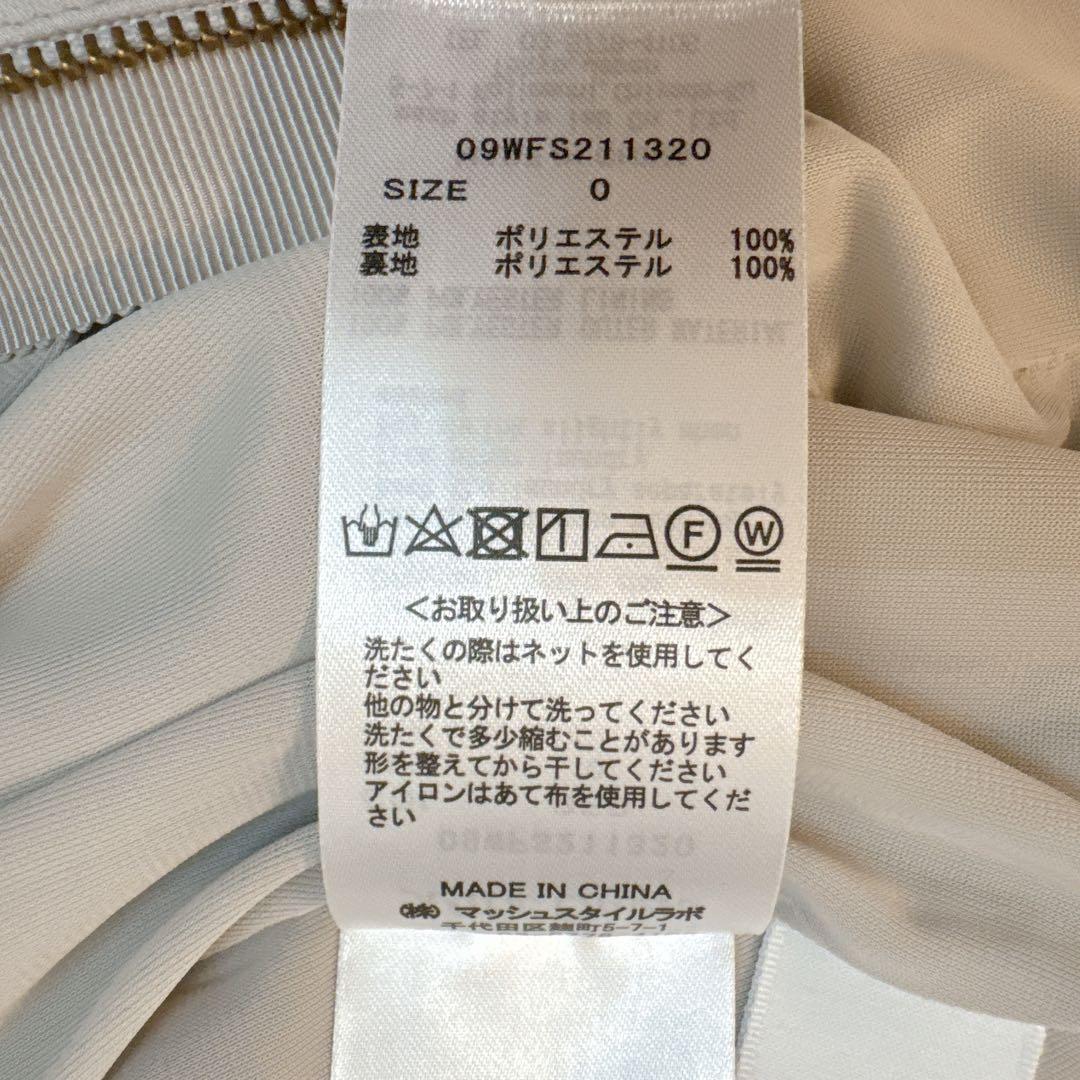 09WFS211320
SIZE 0
表地 ポリエステル 100%
裏地 ポリエステル 100%
F W
＜お取り扱い上のご注意＞
洗たくの際はネットを使用してく
ださい
他の物と分けて洗ってください
洗たくで多少縮むことがあります
形を整えてから干してください
アイロンはあて布を使用してくだ
さい
MADE IN CHINA
㈱ マッシュスタイルラボ
千代田区麹町5-7-1